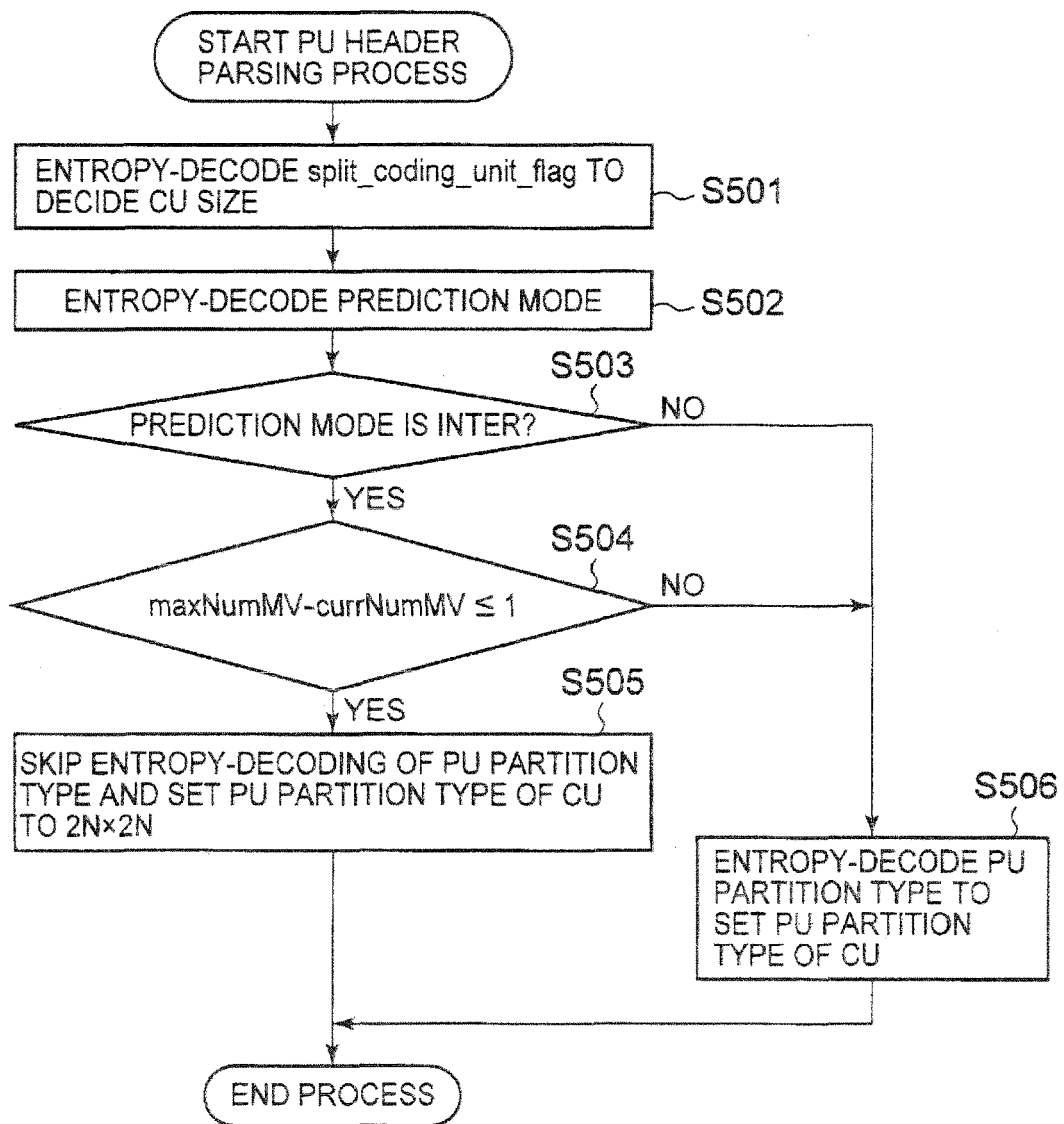 START PU HEADER
PARSING PROCESS
ENTROPY-DECODE split_coding_unit_flag TO
DECIDE CU SIZE
S501
ENTROPY-DECODE PREDICTION MODE
S502
S503
PREDICTION MODE IS INTER?
NO
YES
S504
maxNumMV-currNumMV ≤ 1
NO
YES
S505
SKIP ENTROPY-DECODING OF PU PARTITION
TYPE AND SET PU PARTITION TYPE OF CU
TO 2N×2N
S506
ENTROPY-DECODE PU
PARTITION TYPE TO
SET PU PARTITION
TYPE OF CU
END PROCESS